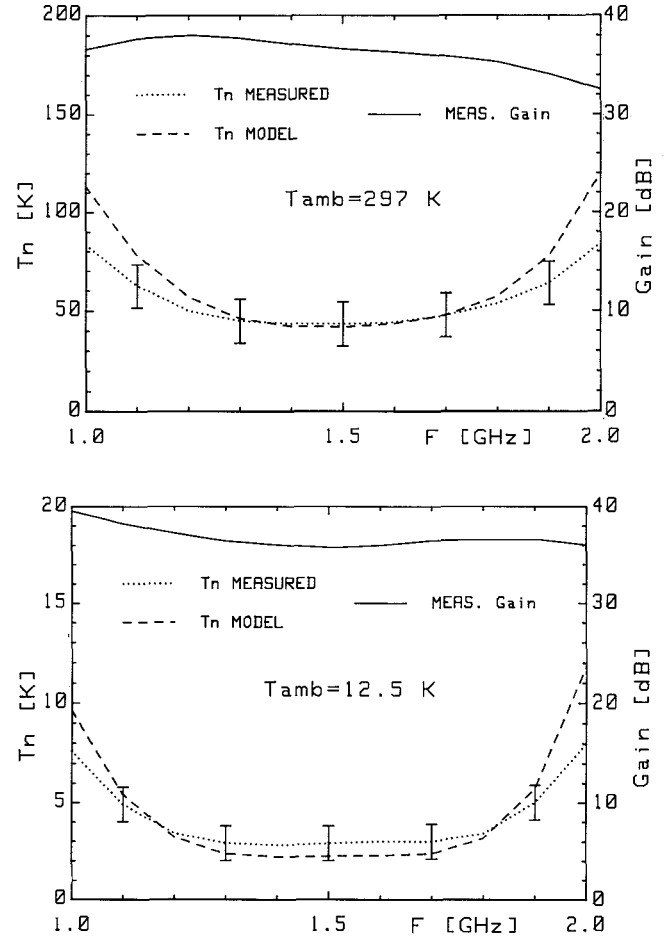 200
40
Tn MEASURED
MEAS. Gain
Tn MODEL
150
30
Tamb=297 K
Tn [K]
100
20
Gain [dB]
50
10
0
0
1.0
1.5
F [GHz]
2.0
20
40
Tn MEASURED
MEAS. Gain
Tn MODEL
15
30
Tamb=12.5 K
Tn [K]
10
20
Gain [dB]
5
10
0
0
1.0
1.5
F [GHz]
2.0